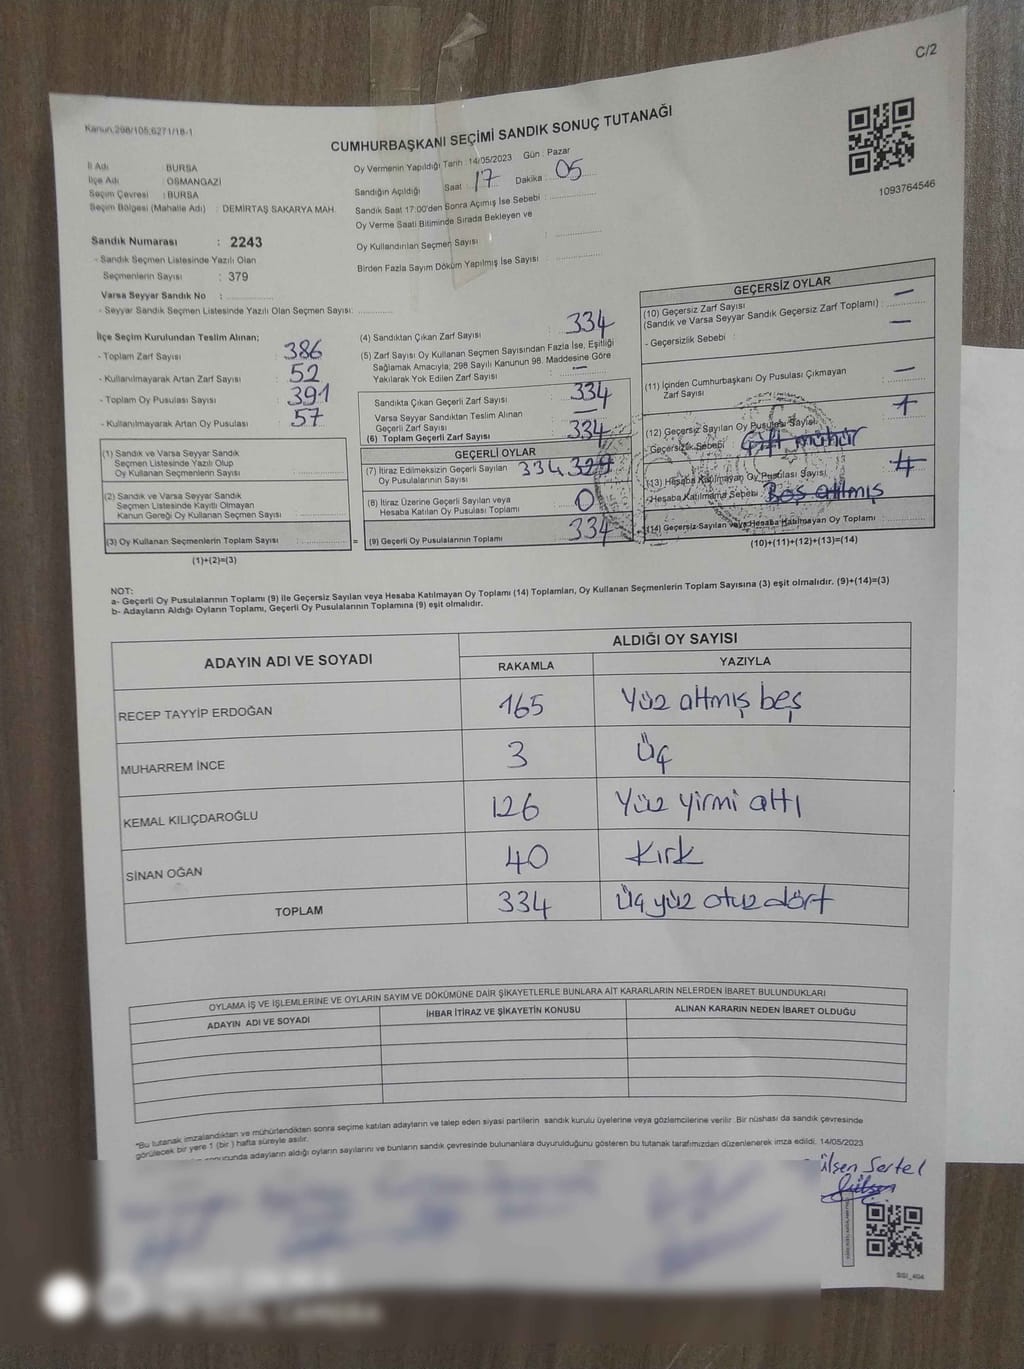 C/2
Kanun;298/105;6271/18-1
CUMHURBAŞKANI SEÇİMİ SANDIK SONUÇ TUTANAĞI
1093764546
İl Adı : BURSA
İlçe Adı : OSMANGAZİ
Seçim Çevresi : BURSA
Seçim Bölgesi (Mahalle Adı) : DEMİRTAŞ SAKARYA MAH.
Sandık Numarası : 2243
- Sandık Seçmen Listesinde Yazılı Olan
Seçmenlerin Sayısı : 379
Varsa Seyyar Sandık No :
- Seyyar Sandık Seçmen Listesinde Yazılı Olan Seçmen Sayısı:
Oy Vermenin Yapıldığı Tarih : 14/05/2023 Gün : Pazar
Sandığın Açıldığı Saat : 17 Dakika : 05
Sandık Saat 17:00'den Sonra Açmış İse Sebebi :
Oy Verme Saati Bitiminde Sırada Bekleyen ve
Oy Kullandırılan Seçmen Sayısı :
Birden Fazla Sayım Döküm Yapılmış İse Sayısı :
İlçe Seçim Kurulundan Teslim Alınan;
- Toplam Zarf Sayısı : 386
- Kullanılmayarak Artan Zarf Sayısı : 52
- Toplam Oy Pusulası Sayısı : 391
- Kullanılmayarak Artan Oy Pusulası : 57
(1) Sandık ve Varsa Seyyar Sandık
Seçmen Listesinde Yazılı Olup
Oy Kullanan Seçmenlerin Sayısı :
(2) Sandık ve Varsa Seyyar Sandık
Seçmen Listesinde Kayıtlı Olmayan
Kanun Gereği Oy Kullanan Seçmen Sayısı :
(3) Oy Kullanan Seçmenlerin Toplam Sayısı :
(1)+(2)=(3)
(4) Sandıktan Çıkan Zarf Sayısı : 334
(5) Zarf Sayısı Oy Kullanan Seçmen Sayısından Fazla İse, Eşitliği
Sağlamak Amacıyla; 298 Sayılı Kanunun 98. Maddesine Göre
Yakılarak Yok Edilen Zarf Sayısı : –
Sandıkta Çıkan Geçerli Zarf Sayısı : 334
Varsa Seyyar Sandıktan Teslim Alınan
Geçerli Zarf Sayısı : –
(6) Toplam Geçerli Zarf Sayısı : 334
GEÇERLİ OYLAR
(7) İtiraz Edilmeksizin Geçerli Sayılan 334
Oy Pusulalarının Sayısı
(8) İtiraz Üzerine Geçerli Sayılan veya
Hesaba Katılan Oy Pusulası Toplamı : 0
= (9) Geçerli Oy Pusulalarının Toplamı : 334
GEÇERSİZ OYLAR
(10) Geçersiz Zarf Sayısı –
(Sandık ve Varsa Seyyar Sandık Geçersiz Zarf Toplamı) :
- Geçersizlik Sebebi : –
(11) İçinden Cumhurbaşkanı Oy Pusulası Çıkmayan
Zarf Sayısı : –
(12) Geçersiz Sayılan Oy Pusulası Sayısı
- Geçersizlik Sebebi : Çift mühür
(13) Hesaba Katılmayan Oy Pusulası Sayısı
- Hesaba Katılmama Sebebi : Boş atılmış
(14) Geçersiz Sayılan veya Hesaba Katılmayan Oy Toplamı :
(10)+(11)+(12)+(13)=(14)
NOT:
a- Geçerli Oy Pusulalarının Toplamı (9) ile Geçersiz Sayılan veya Hesaba Katılmayan Oy Toplamı (14) Toplamları, Oy Kullanan Seçmenlerin Toplam Sayısına (3) eşit olmalıdır. (9)+(14)=(3)
b- Adayların Aldığı Oyların Toplamı, Geçerli Oy Pusulalarının Toplamına (9) eşit olmalıdır.
ADAYIN ADI VE SOYADI ALDIĞI OY SAYISI
RAKAMLA YAZIYLA
RECEP TAYYİP ERDOĞAN 165 Yüz altmış beş
MUHARREM İNCE 3 Üç
KEMAL KILIÇDAROĞLU 126 Yüz yirmi altı
SİNAN OĞAN 40 Kırk
TOPLAM 334 Üç yüz otuz dört
OYLAMA İŞ VE İŞLEMLERİNE VE OYLARIN SAYIM VE DÖKÜMÜNE DAİR ŞİKAYETLERLE BUNLARA AİT KARARLARIN NELERDEN İBARET BULUNDUKLARI
ADAYIN ADI VE SOYADI İHBAR İTİRAZ VE ŞİKAYETİN KONUSU ALINAN KARARIN NEDEN İBARET OLDUĞU
*Bu tutanak imzalandıktan ve mühürlendikten sonra seçime katılan adayların ve talep eden siyasi partilerin sandık kurulu üyelerine veya gözlemcilerine verilir. Bir nüshası da sandık çevresinde
görülecek bir yere 1 (bir ) hafta süreyle asılır.
sonucunda adayların aldığı oyların sayılarını ve bunların sandık çevresinde bulunanlara duyurulduğunu gösteren bu tutanak tarafımızdan düzenlenerek imza edildi. 14/05/2023
ülsen Sertel